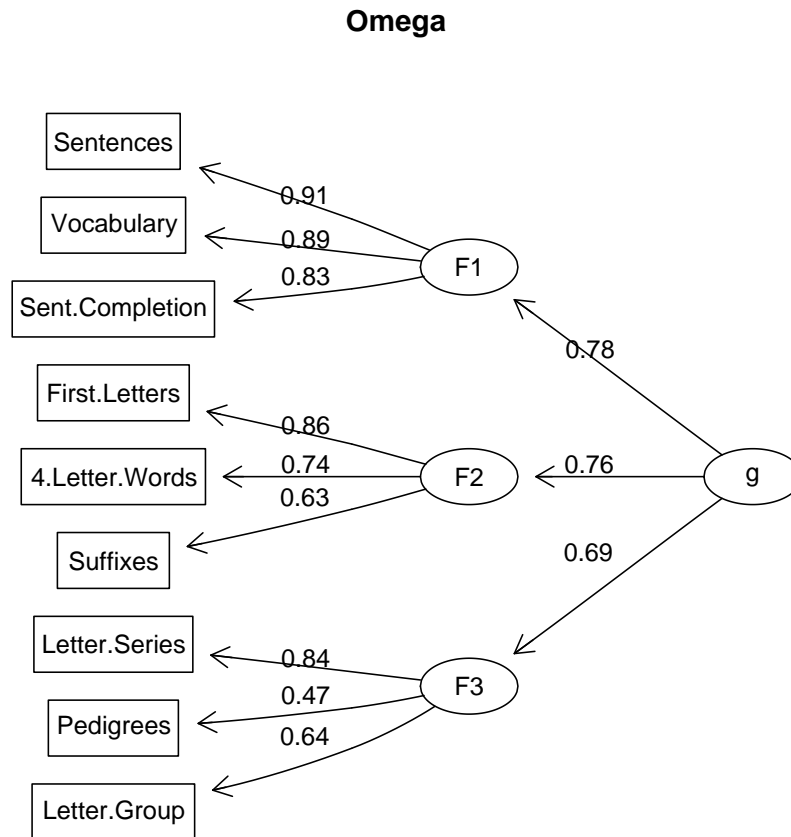 Omega
Sentences
0.91
Vocabulary
0.89
F1
0.83
Sent.Completion
0.78
First.Letters
0.86
4.Letter.Words
0.74
F2
0.76
g
0.63
Suffixes
0.69
Letter.Series
0.84
F3
0.47
Pedigrees
0.64
Letter.Group